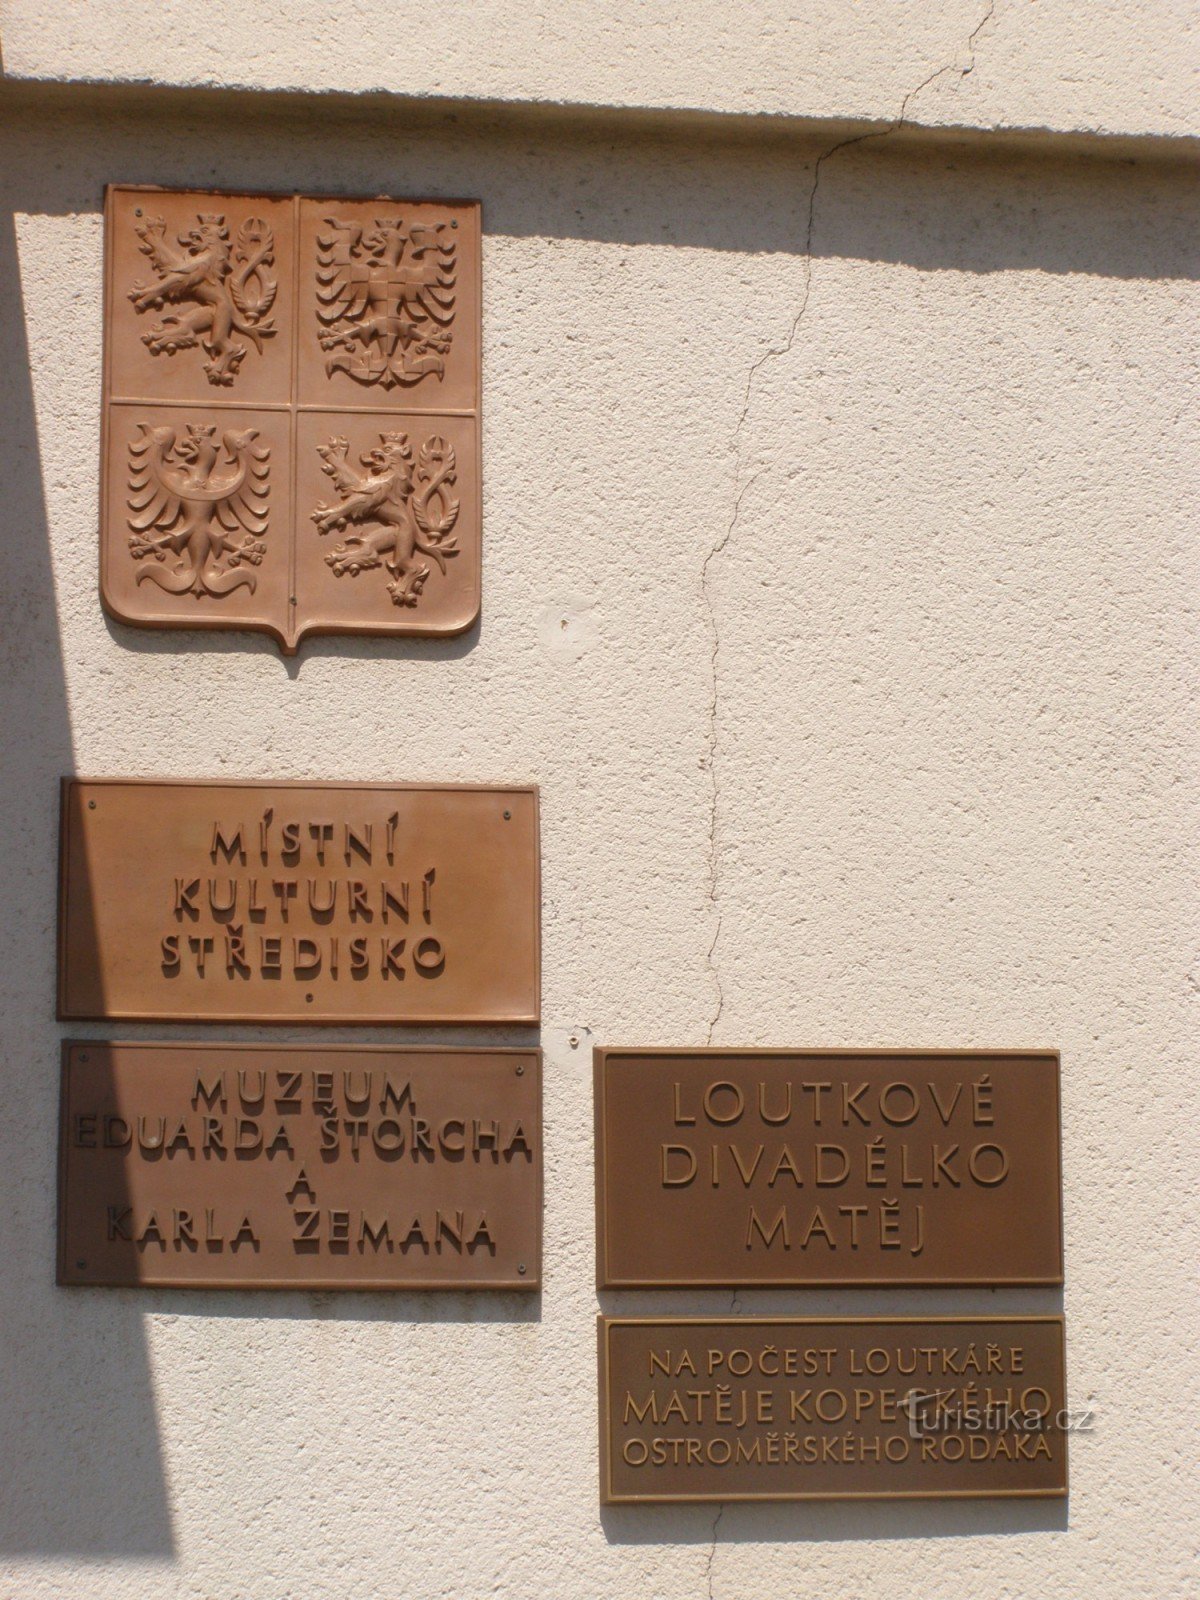 MÍSTNÍ
KULTURNÍ
STŘEDISKO
MUZEUM
EDUARDA ŠTORCHA
A
KARLA ZEMANA
LOUTKOVÉ
DIVADÉLKO
MATĚJ
NA POČEST LOUTKÁŘE
MATĚJE KOPECKÉHO
OSTROMĚŘSKÉHO RODÁKA
Turistika.cz